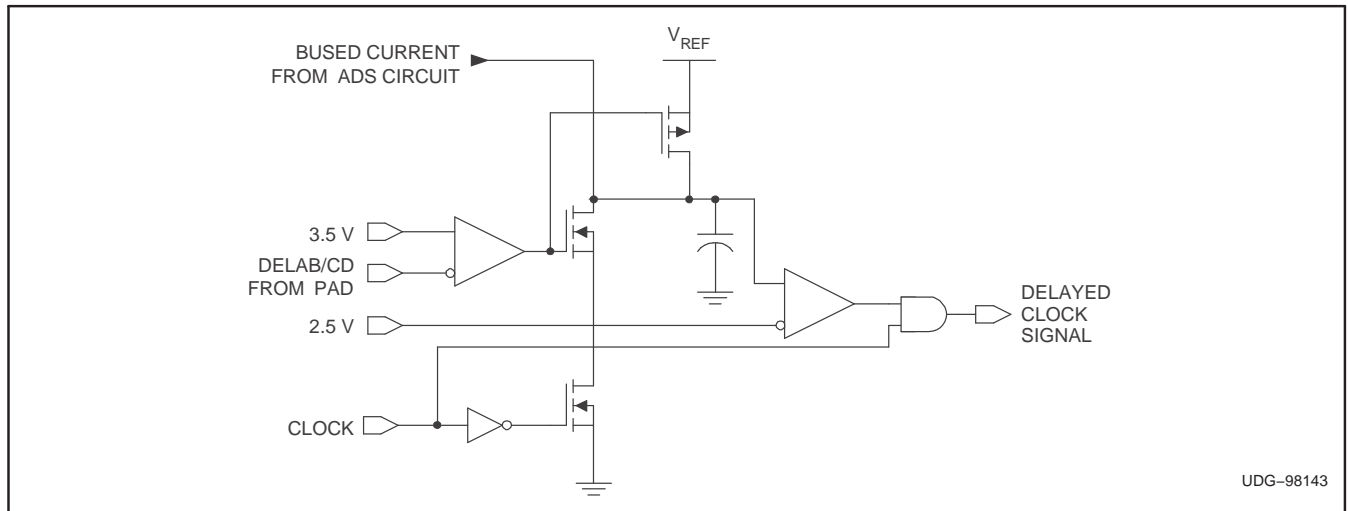 BUSED CURRENT
FROM ADS CIRCUIT
VREF
3.5 V
DELAB/CD
FROM PAD
2.5 V
CLOCK
DELAYED
CLOCK
SIGNAL
UDG–98143